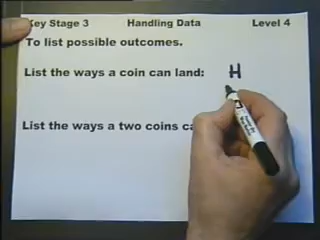 Key Stage 3 Handling Data Level 4
To list possible outcomes.
List the ways a coin can land: H
List the ways a two coins